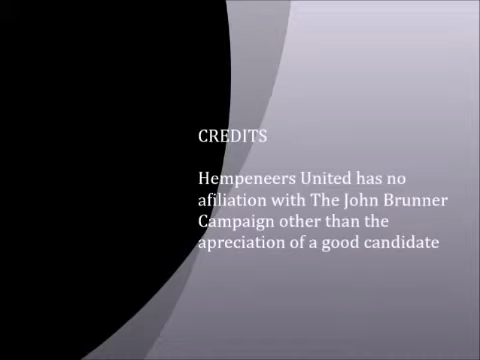 CREDITS
Hempeneers United has no
afiliation with The John Brunner
Campaign other than the
apreciation of a good candidate